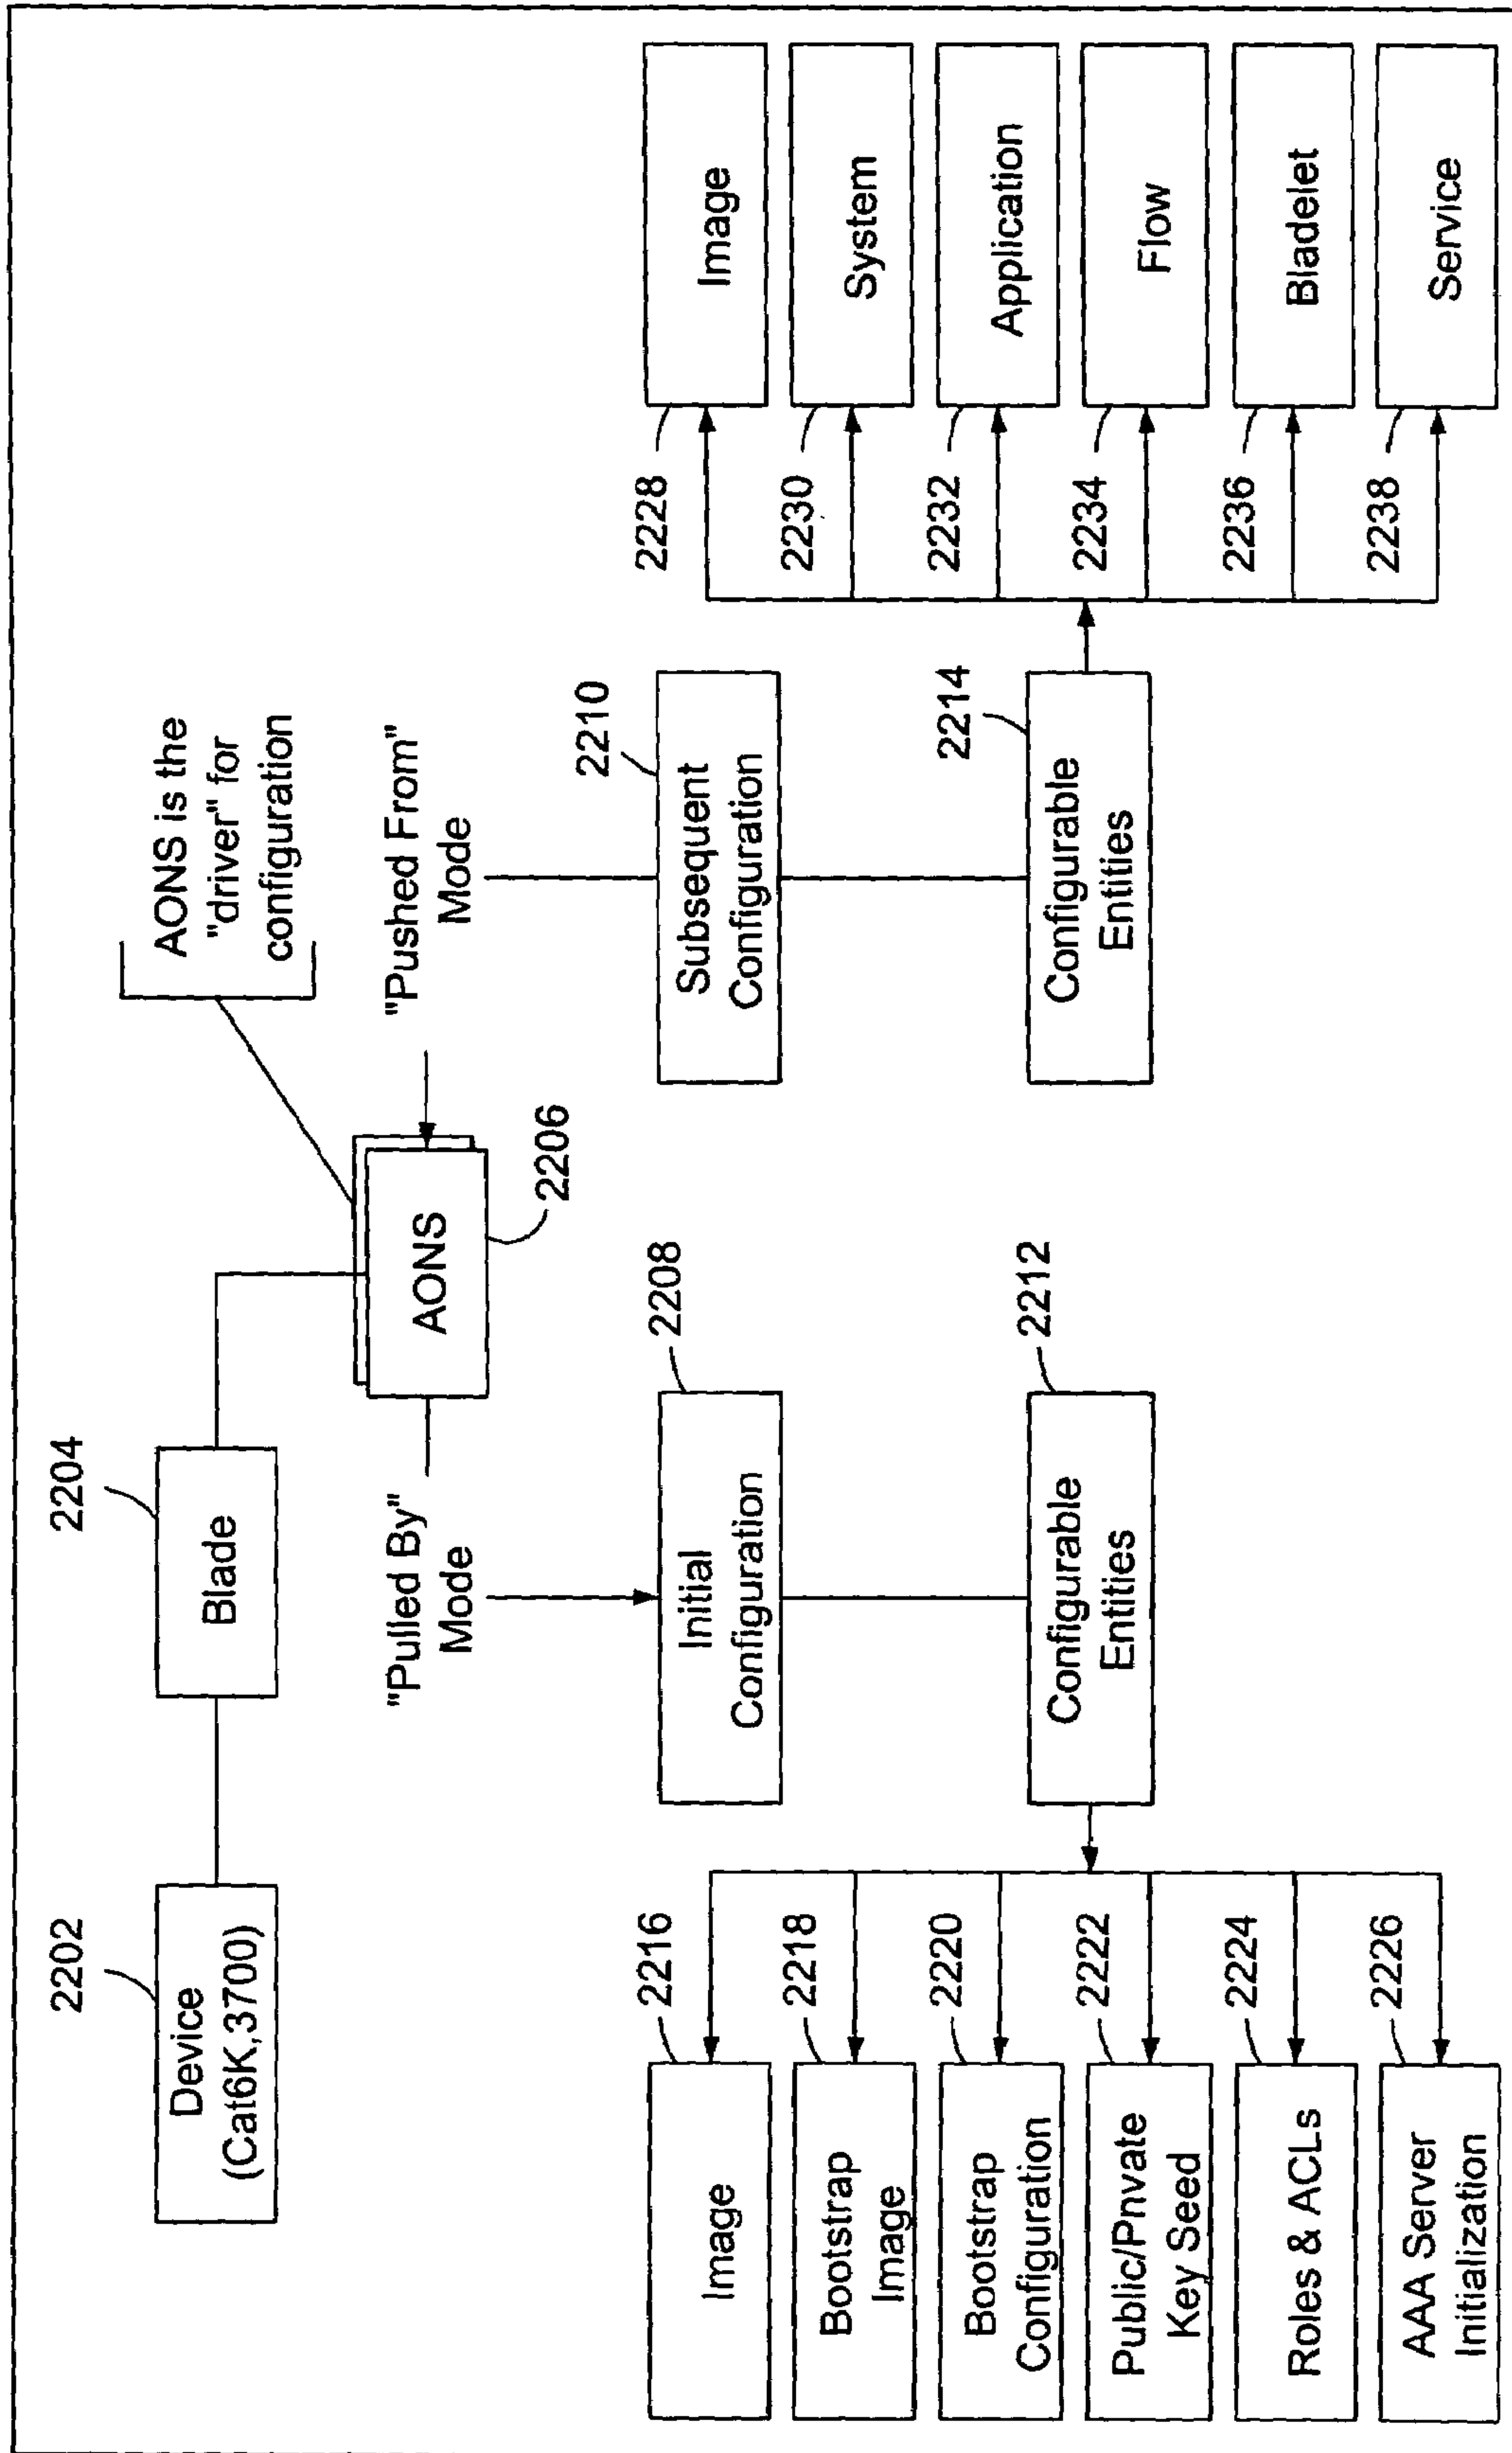 2202
Device
(Cat6K,3700)
2204
Blade
AONS is the
"driver" for
configuration
AONS
2206
"Pulled By"
Mode
"Pushed From"
Mode
2208
Initial
Configuration
2210
Subsequent
Configuration
2212
Configurable
Entities
2214
Configurable
Entities
Image
2216
Bootstrap
Image
2218
Bootstrap
Configuration
2220
Public/Pnvate
Key Seed
2222
Roles & ACLs
2224
AAA Server
Initialization
2226
2228
Image
2230
System
2232
Application
2234
Flow
2236
Bladelet
2238
Service